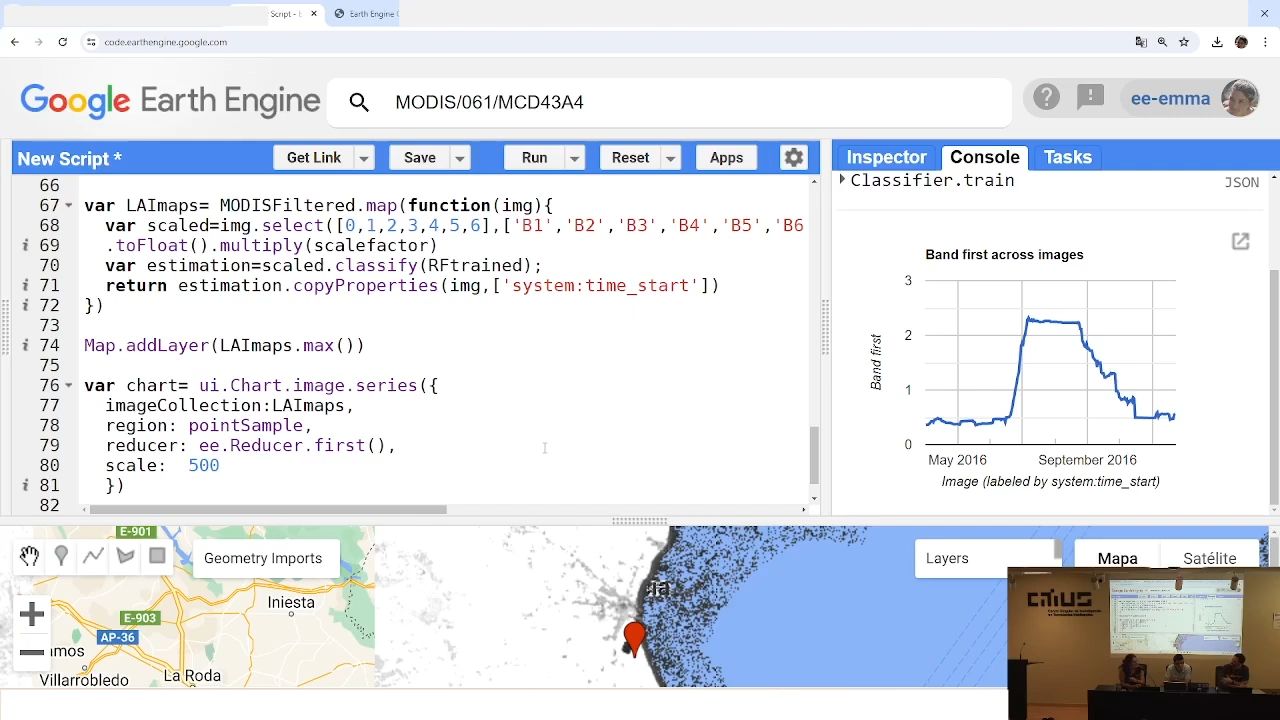 Script - E
Earth Engine C
code.earthengine.google.com
Google Earth Engine
MODIS/061/MCD43A4
ee-emma
New Script *
Get Link
Save
Run
Reset
Apps
Inspector
Console
Tasks
66
67 var LAImaps= MODISFiltered.map(function(img){
68 var scaled=img.select([0,1,2,3,4,5,6],['B1','B2','B3','B4','B5','B6
69 .toFloat().multiply(scalefactor)
70 var estimation=scaled.classify(RFtrained);
71 return estimation.copyProperties(img,['system:time_start'])
72 })
73
74 Map.addLayer(LAImaps.max())
75
76 var chart= ui.Chart.image.series({
77 imageCollection:LAImaps,
78 region: pointSample,
79 reducer: ee.Reducer.first(),
80 scale: 500
81 })
82
Classifier.train
JSON
Band first across images
3
2
1
0
Band first
May 2016
September 2016
Image (labeled by system:time_start)
E-901
Geometry Imports
Iniesta
E-903
AP-36
La Roda
Villarrobledo
Layers
Mapa
Satélite
CiTIUS